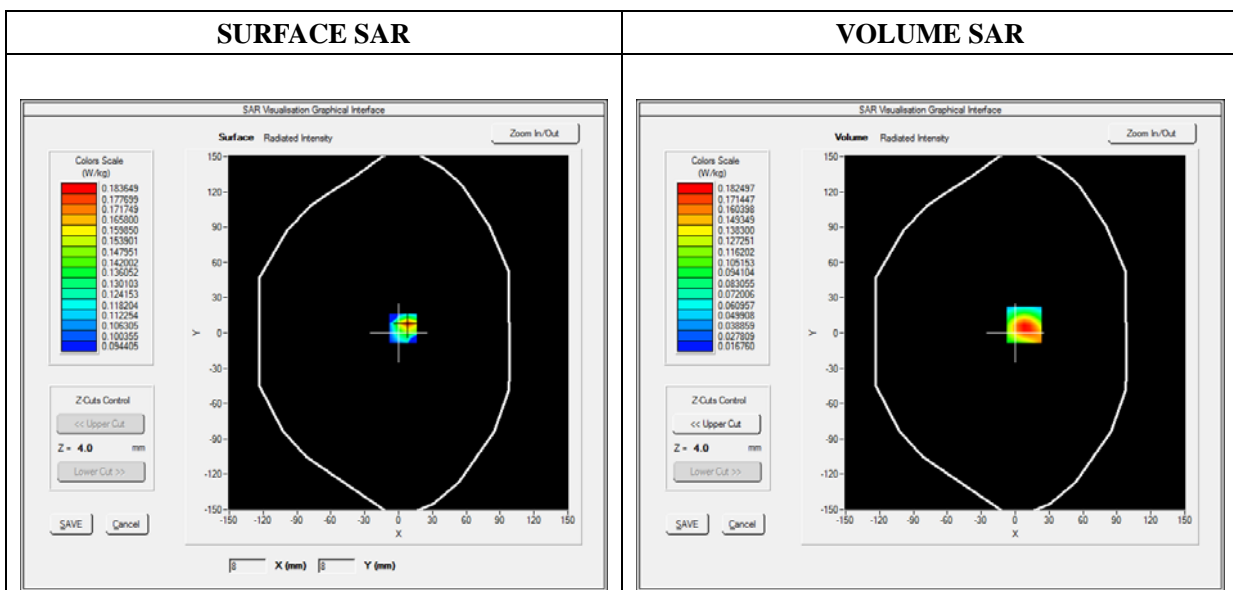 SURFACE SAR
VOLUME SAR
SAR Visualisation Graphical Interface
Surface Radiated Intensity
Zoom In/Out
Colors Scale
(W/kg)
0.183649
0.177699
0.171749
0.165800
0.159850
0.153901
0.147951
0.142002
0.136052
0.130103
0.124153
0.118204
0.112254
0.106305
0.100355
0.094405
Z-Cuts Control
<< Upper Cut
Z = 4.0 mm
Lower Cut >>
SAVE Cancel
150
120
90
60
30
0
-30
-60
-90
-120
-150
Y
-150 -120 -90 -60 -30 0 30 60 90 120 150
X
8 X (mm) 8 Y (mm)
SAR Visualisation Graphical Interface
Volume Radiated Intensity
Zoom In/Out
Colors Scale
(W/kg)
0.182497
0.171447
0.160398
0.149349
0.138300
0.127251
0.116202
0.105153
0.094104
0.083055
0.072006
0.060957
0.049908
0.038859
0.027809
0.016760
Z-Cuts Control
<< Upper Cut
Z = 4.0 mm
Lower Cut >>
SAVE Cancel
150
120
90
60
30
0
-30
-60
-90
-120
-150
Y
-150 -120 -90 -60 -30 0 30 60 90 120 150
X